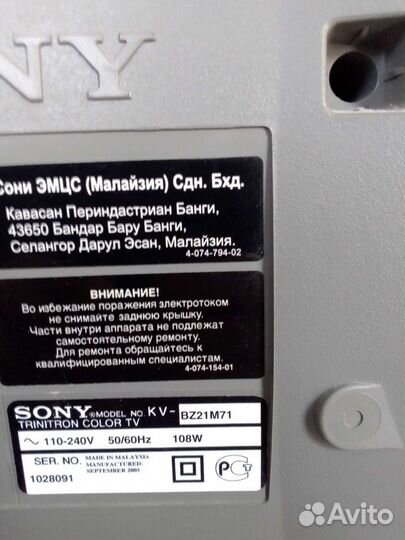 NY
Сони ЭМЦС (Малайзия) Сдн. Бхд.
Кавасан Периндастриан Банги,
43650 Бандар Бару Банги,
Селангор Дарул Эсан, Малайзия.
4-074-794-02
ВНИМАНИЕ!
Во избежание поражения электротоком
не снимайте заднюю крышку.
Части внутри аппарата не подлежат
самостоятельному ремонту.
Для ремонта обращайтесь к
квалифицированным специалистам.
4-074-154-01
SONY® MODEL NO. KV- BZ21M71
TRINITRON COLOR TV
~ 110-240V 50/60Hz 108W
SER. NO. MADE IN MALAYSIA
MANUFACTURED:
SEPTEMBER 2005
1028091
РСТ
Avito